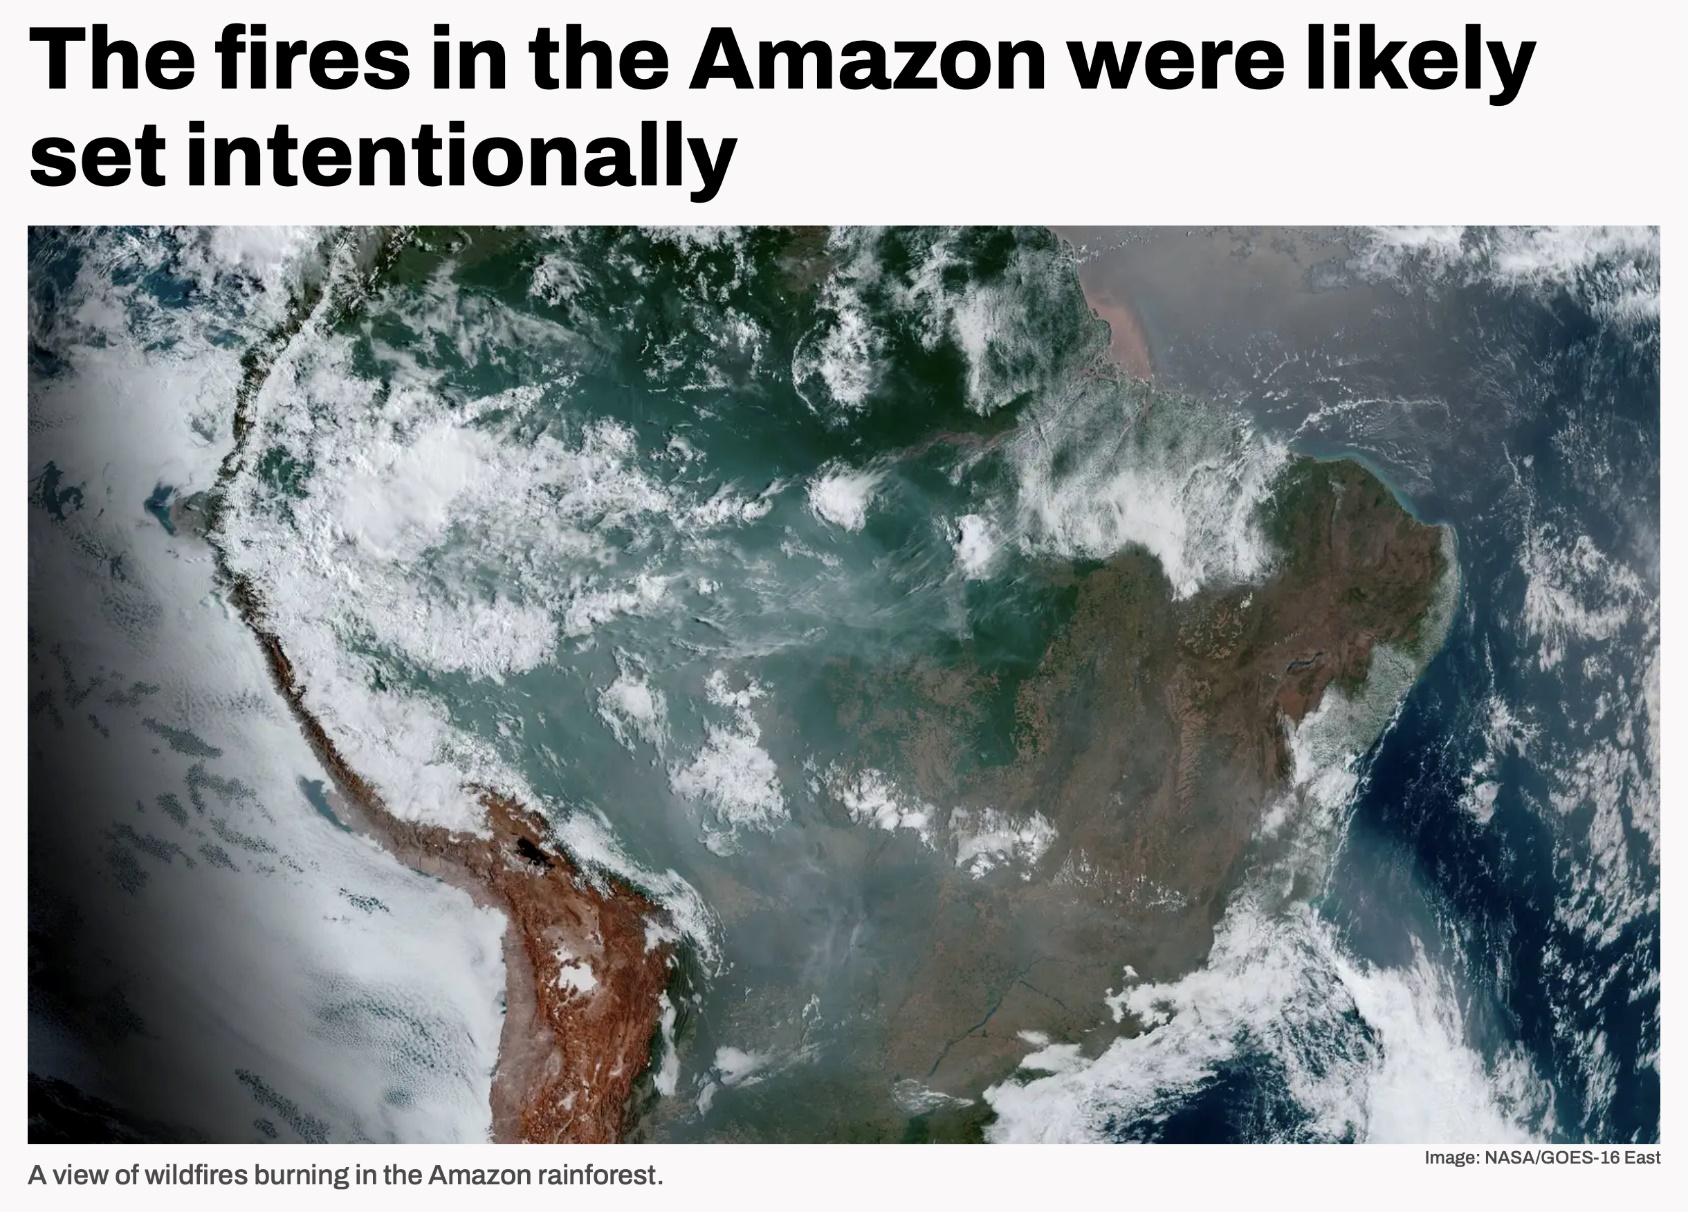 The fires in the Amazon were likely
set intentionally
Image: NASA/GOES-16 East
A view of wildfires burning in the Amazon rainforest.